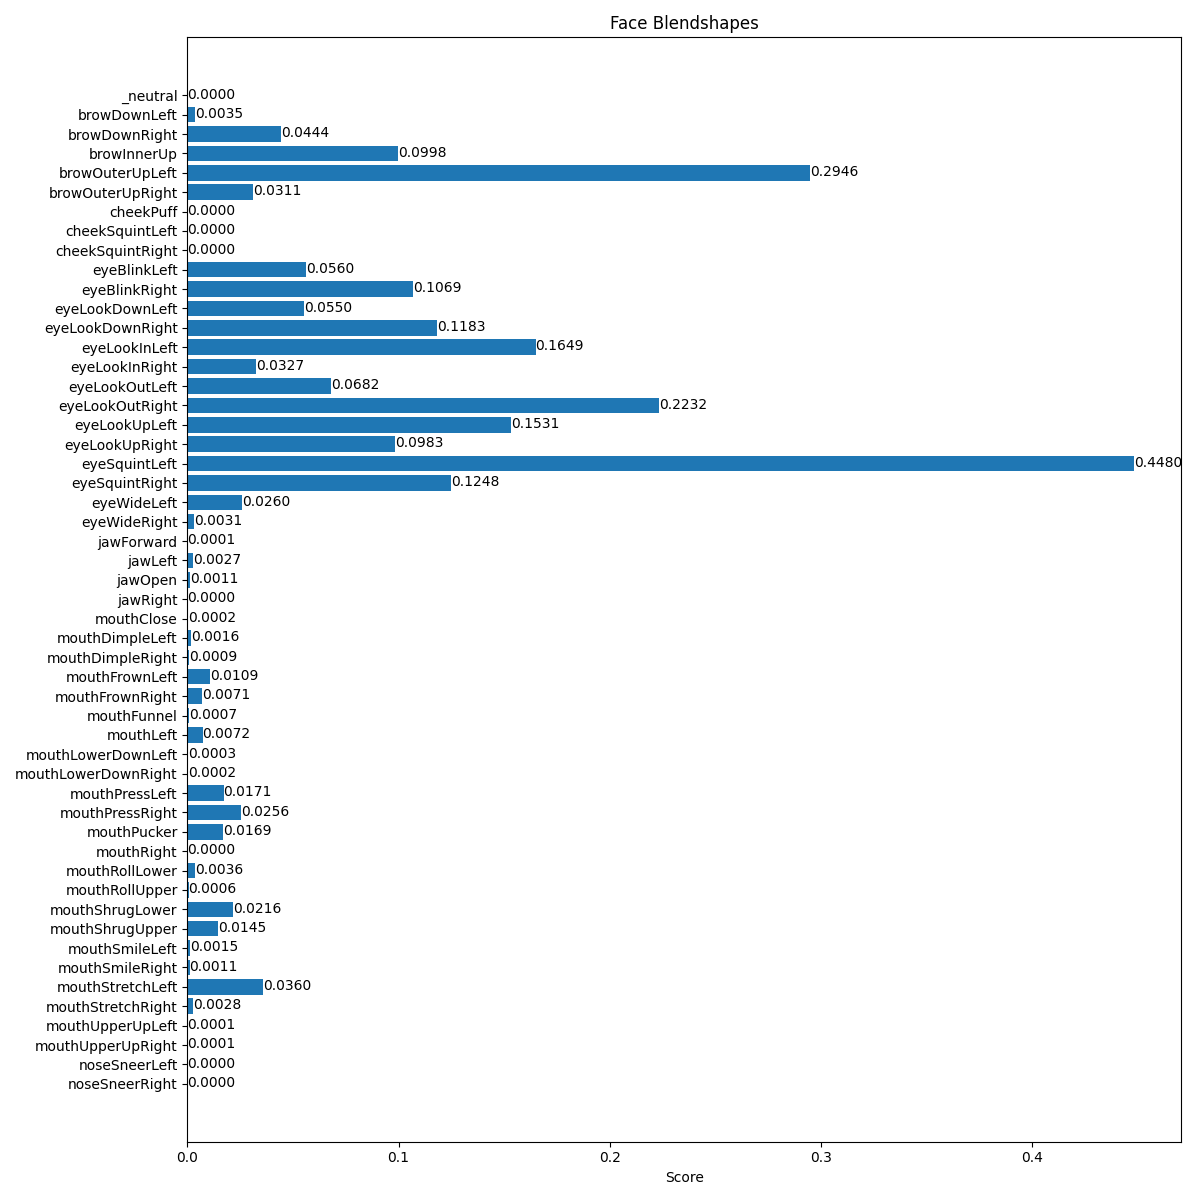 Face Blendshapes
_neutral 0.0000
browDownLeft 0.0035
browDownRight 0.0444
browInnerUp 0.0998
browOuterUpLeft 0.2946
browOuterUpRight 0.0311
cheekPuff 0.0000
cheekSquintLeft 0.0000
cheekSquintRight 0.0000
eyeBlinkLeft 0.0560
eyeBlinkRight 0.1069
eyeLookDownLeft 0.0550
eyeLookDownRight 0.1183
eyeLookInLeft 0.1649
eyeLookInRight 0.0327
eyeLookOutLeft 0.0682
eyeLookOutRight 0.2232
eyeLookUpLeft 0.1531
eyeLookUpRight 0.0983
eyeSquintLeft 0.4480
eyeSquintRight 0.1248
eyeWideLeft 0.0260
eyeWideRight 0.0031
jawForward 0.0001
jawLeft 0.0027
jawOpen 0.0011
jawRight 0.0000
mouthClose 0.0002
mouthDimpleLeft 0.0016
mouthDimpleRight 0.0009
mouthFrownLeft 0.0109
mouthFrownRight 0.0071
mouthFunnel 0.0007
mouthLeft 0.0072
mouthLowerDownLeft 0.0003
mouthLowerDownRight 0.0002
mouthPressLeft 0.0171
mouthPressRight 0.0256
mouthPucker 0.0169
mouthRight 0.0000
mouthRollLower 0.0036
mouthRollUpper 0.0006
mouthShrugLower 0.0216
mouthShrugUpper 0.0145
mouthSmileLeft 0.0015
mouthSmileRight 0.0011
mouthStretchLeft 0.0360
mouthStretchRight 0.0028
mouthUpperUpLeft 0.0001
mouthUpperUpRight 0.0001
noseSneerLeft 0.0000
noseSneerRight 0.0000
0.0 0.1 0.2 0.3 0.4
Score